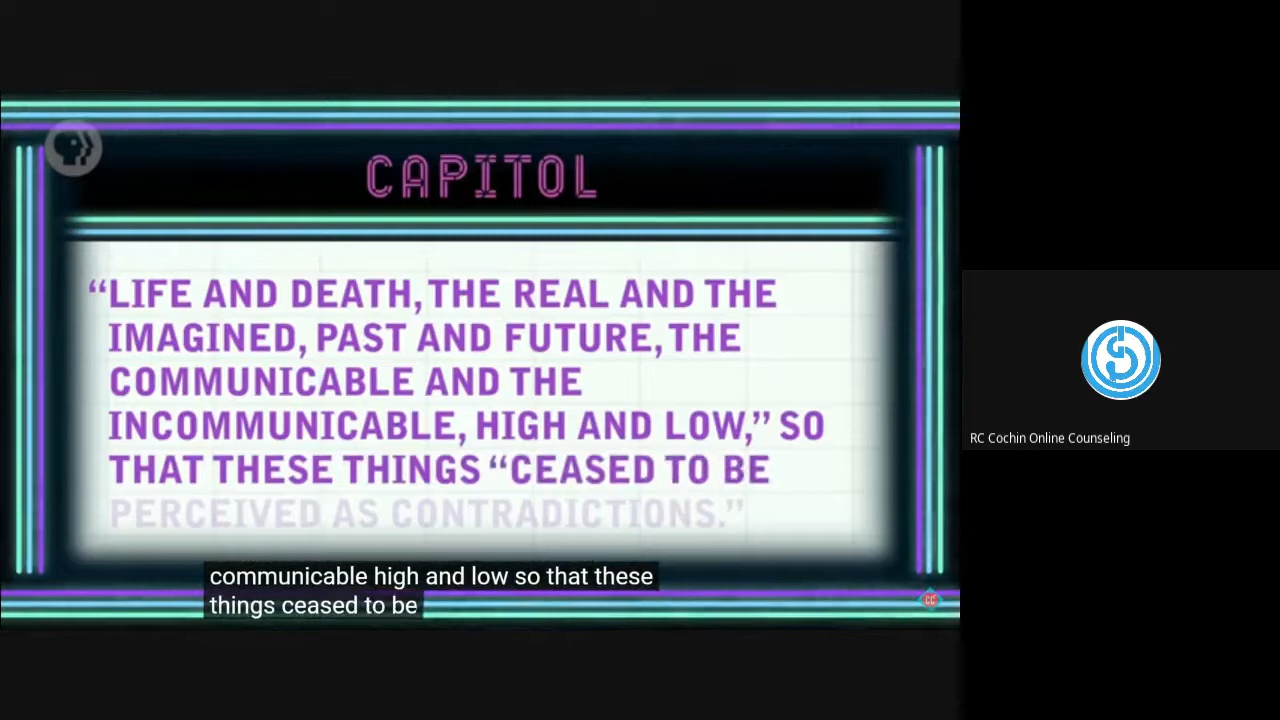 CAPITOL
“LIFE AND DEATH, THE REAL AND THE
IMAGINED, PAST AND FUTURE, THE
COMMUNICABLE AND THE
INCOMMUNICABLE, HIGH AND LOW,” SO
THAT THESE THINGS “CEASED TO BE
PERCEIVED AS CONTRADICTIONS.”
communicable high and low so that these
things ceased to be
CC
RC Cochin Online Counseling